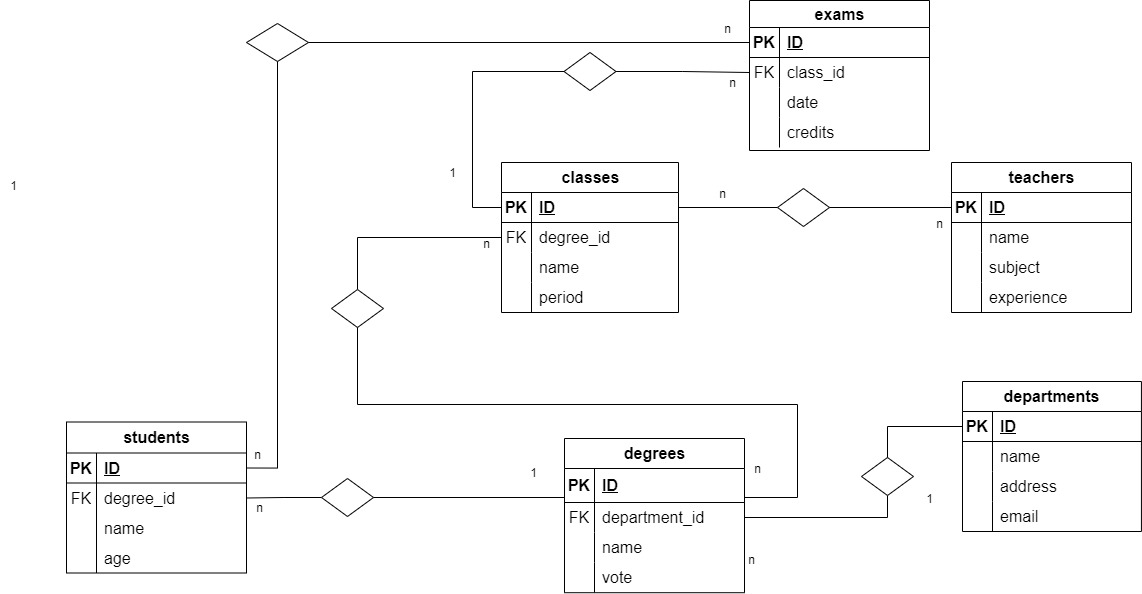 exams
n
PK ID
FK class_id
n
date
credits
1
1
classes
PK ID
n
FK degree_id
n
name
period
teachers
PK ID
n
name
subject
experience
departments
PK ID
name
address
email
1
students
n
PK ID
FK degree_id
n
name
age
degrees
1
PK ID
n
FK department_id
name
n
vote